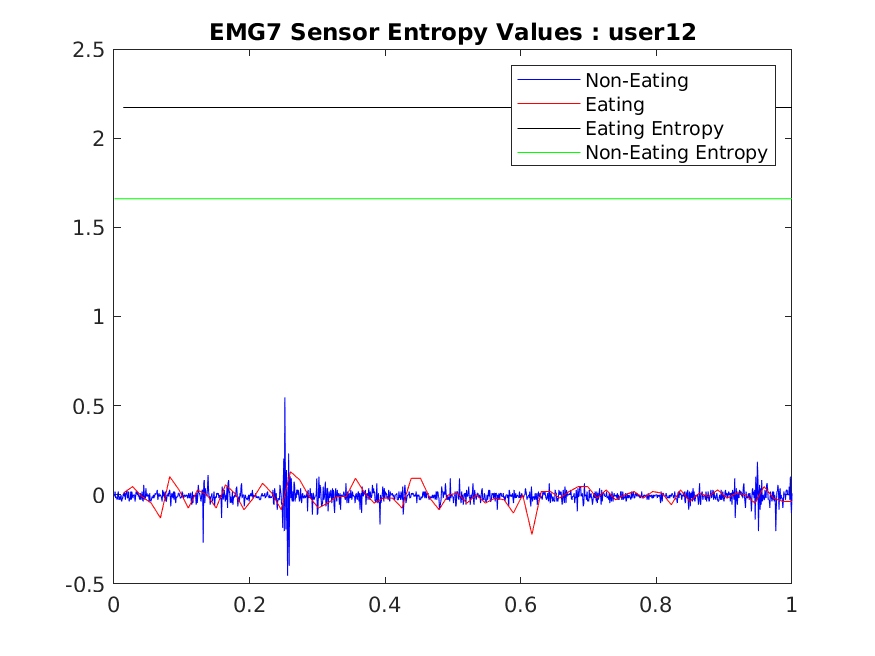 EMG7 Sensor Entropy Values : user12
2.5
Non-Eating
Eating
Eating Entropy
Non-Eating Entropy
2
1.5
1
0.5
0
-0.5
0 0.2 0.4 0.6 0.8 1